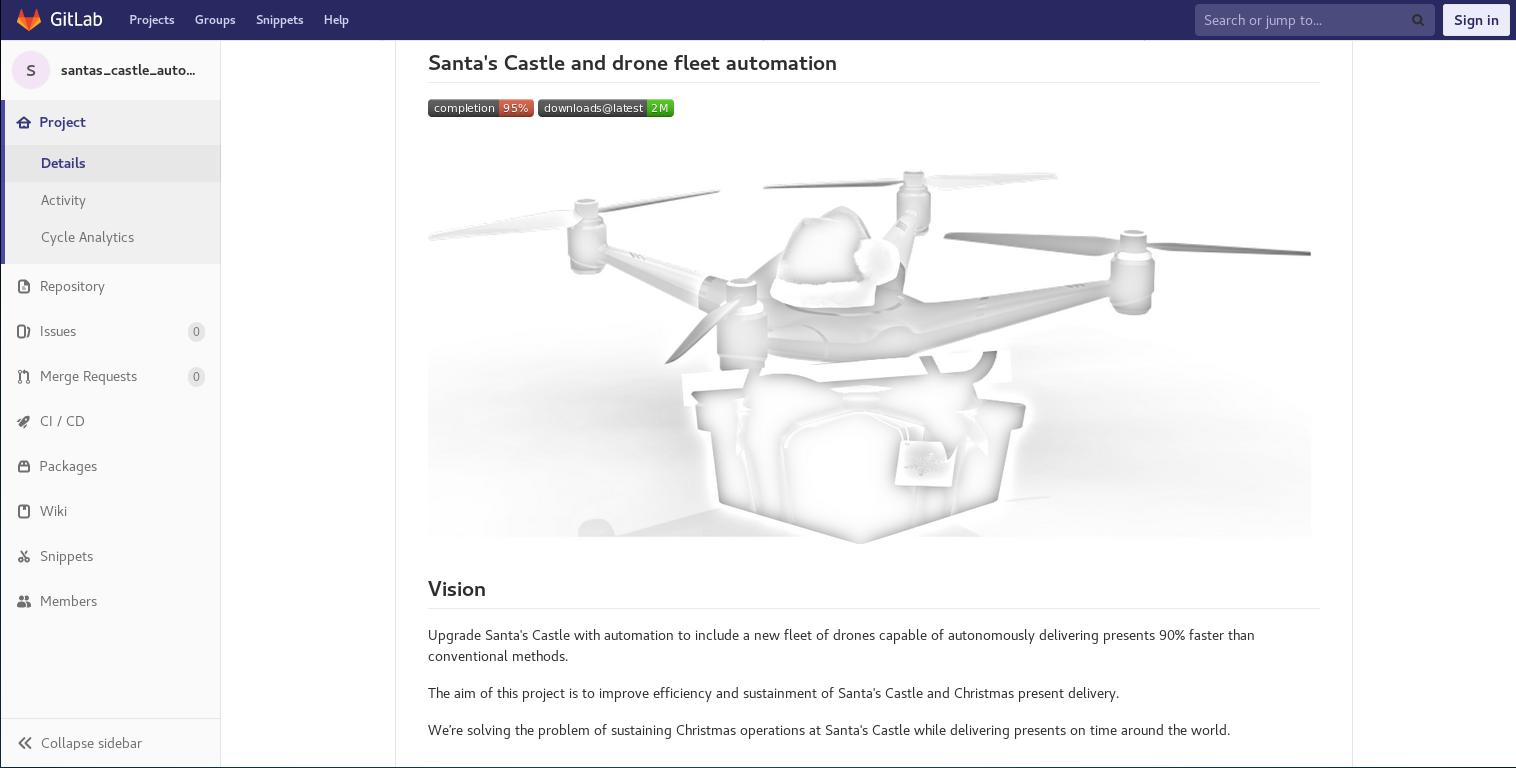 GitLab Projects Groups Snippets Help Search or jump to... Sign in
S santas_castle_auto...
Project
Details
Activity
Cycle Analytics
Repository
Issues 0
Merge Requests 0
CI / CD
Packages
Wiki
Snippets
Members
Collapse sidebar
Santa's Castle and drone fleet automation
completion 95% downloads@latest 2M
Vision
Upgrade Santa's Castle with automation to include a new fleet of drones capable of autonomously delivering presents 90% faster than
conventional methods.
The aim of this project is to improve efficiency and sustainment of Santa's Castle and Christmas present delivery.
We're solving the problem of sustaining Christmas operations at Santa's Castle while delivering presents on time around the world.